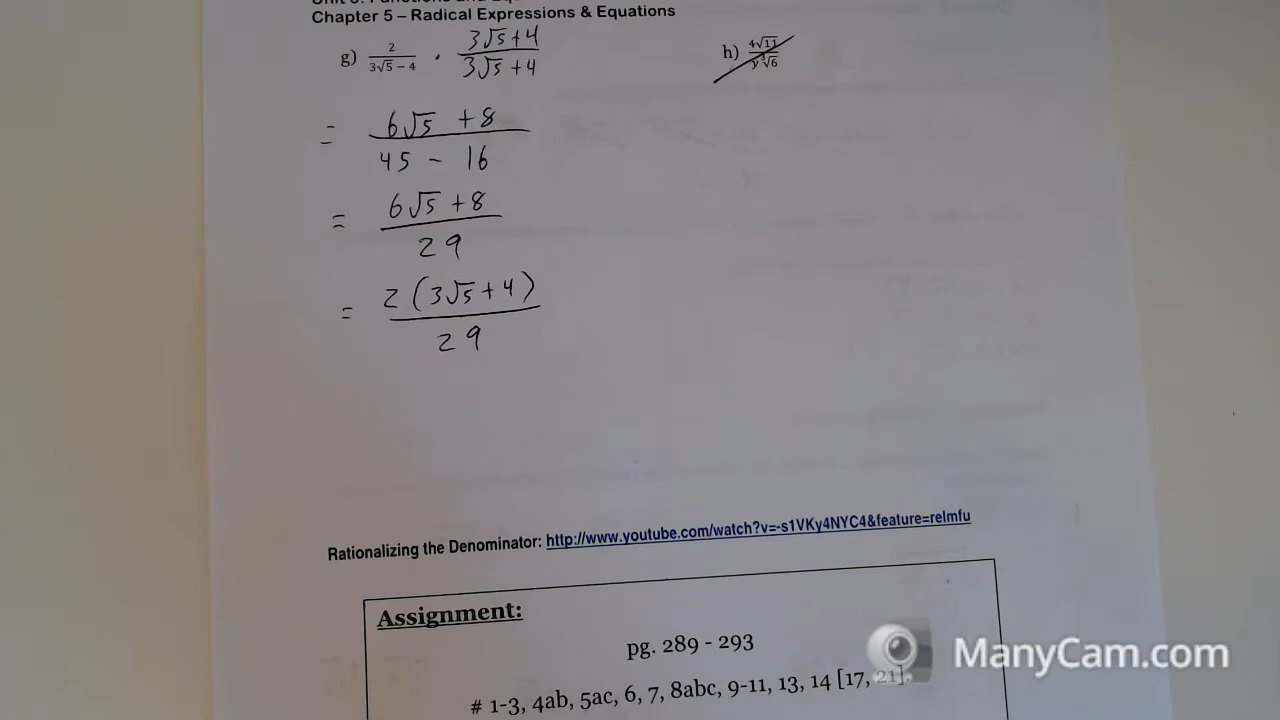 Chapter 5 – Radical Expressions & Equations
g) 2/(3√5 − 4) · (3√5 + 4)/(3√5 + 4)
h) 4√11
= (6√5 + 8)/(45 − 16)
= (6√5 + 8)/29
= 2(3√5 + 4)/29
Rationalizing the Denominator: http://www.youtube.com/watch?v=-s1VKy4NYC4&feature=relmfu
Assignment:
pg. 289 - 293
# 1-3, 4ab, 5ac, 6, 7, 8abc, 9-11, 13, 14 [17, 21].
ManyCam.com